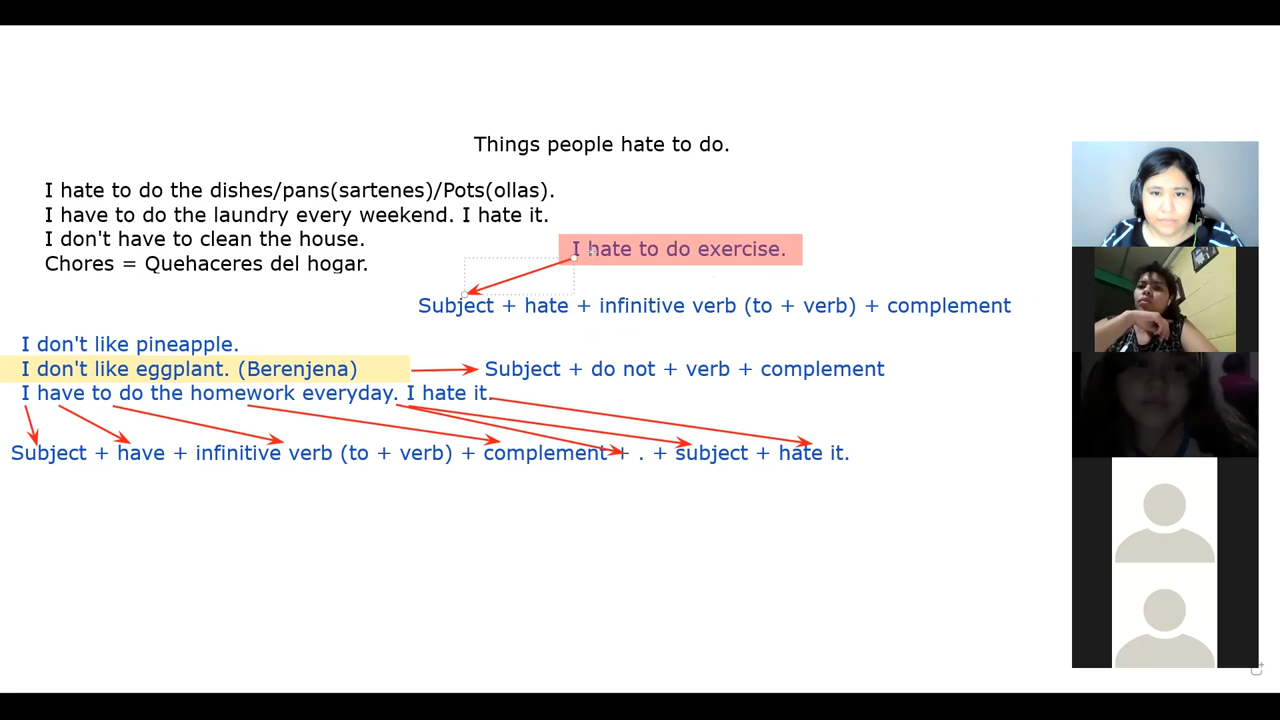 Things people hate to do.
I hate to do the dishes/pans(sartenes)/Pots(ollas).
I have to do the laundry every weekend. I hate it.
I don't have to clean the house.
Chores = Quehaceres del hogar.
I hate to do exercise.
Subject + hate + infinitive verb (to + verb) + complement
I don't like pineapple.
I don't like eggplant. (Berenjena)
Subject + do not + verb + complement
I have to do the homework everyday. I hate it.
Subject + have + infinitive verb (to + verb) + complement + . + subject + hate it.